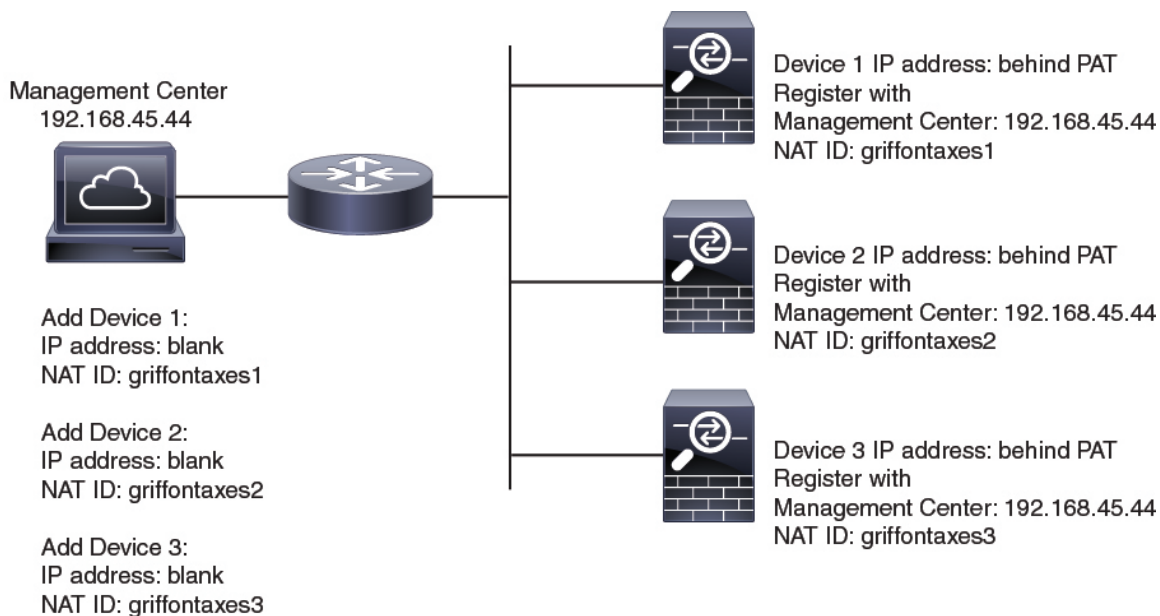 Management Center
192.168.45.44
Add Device 1:
IP address: blank
NAT ID: griffontaxes1
Add Device 2:
IP address: blank
NAT ID: griffontaxes2
Add Device 3:
IP address: blank
NAT ID: griffontaxes3
Device 1 IP address: behind PAT
Register with
Management Center: 192.168.45.44
NAT ID: griffontaxes1
Device 2 IP address: behind PAT
Register with
Management Center: 192.168.45.44
NAT ID: griffontaxes2
Device 3 IP address: behind PAT
Register with
Management Center: 192.168.45.44
NAT ID: griffontaxes3